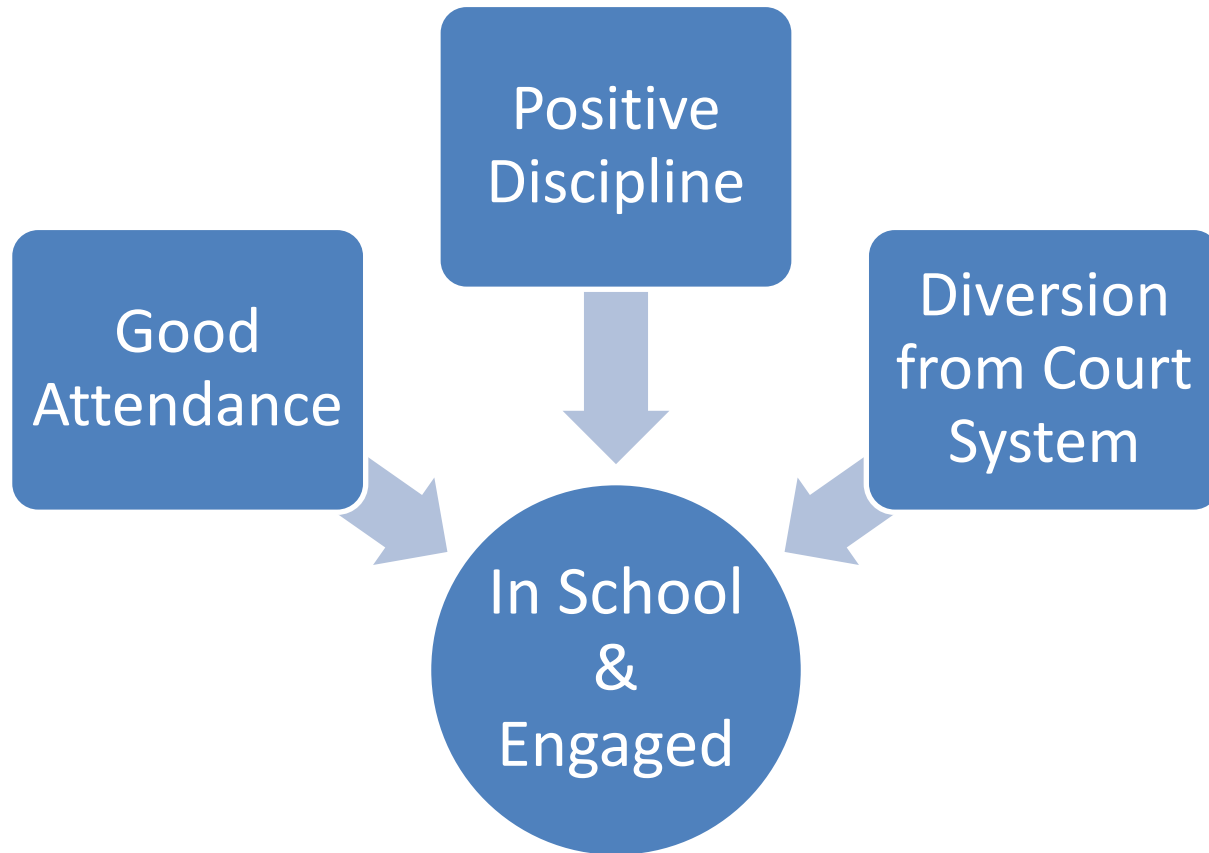 Positive
Discipline
Good
Attendance
Diversion
from Court
System
In School
&
Engaged